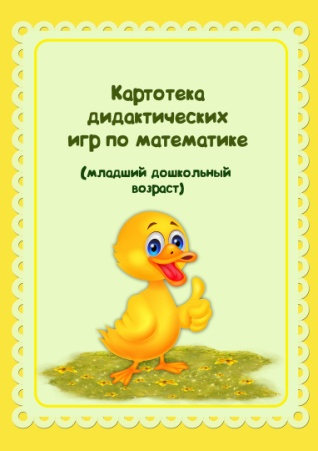 Картотека
дидактических
игр по математике
(младший дошкольный
возраст)